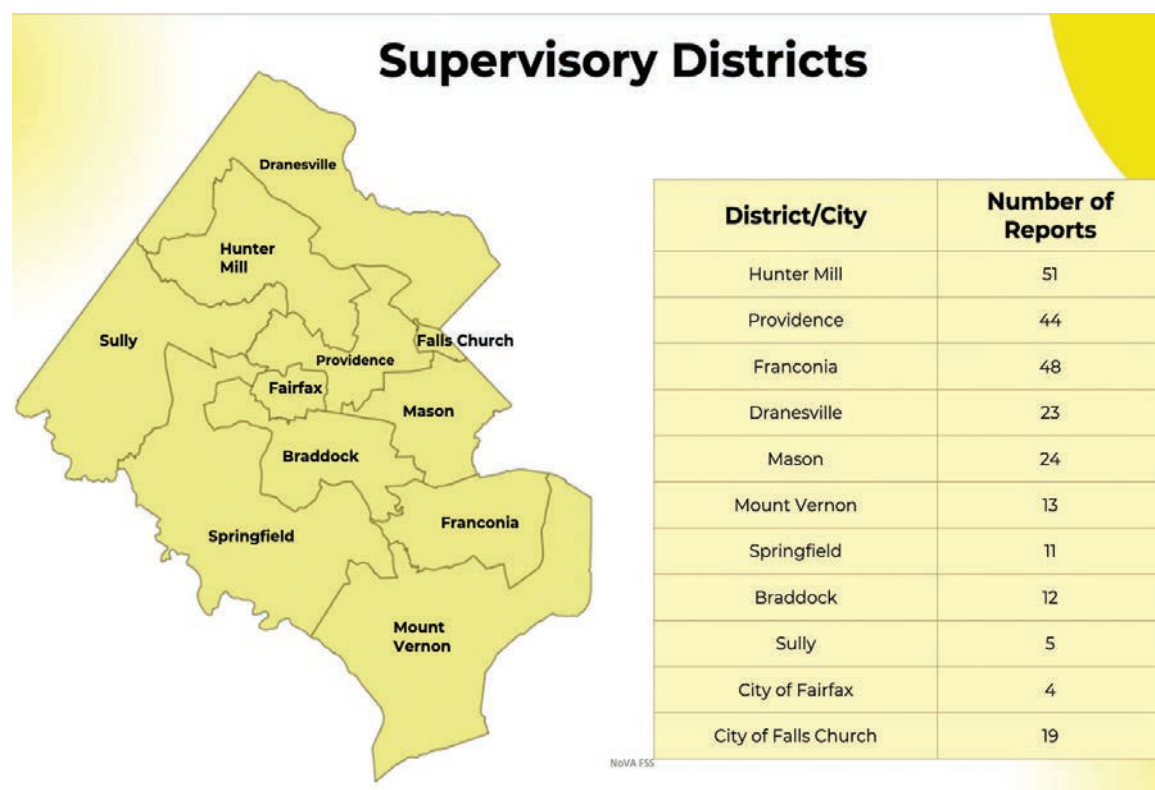 Supervisory Districts
Dranesville
Hunter
Mill
Sully
Falls Church
Providence
Fairfax
Mason
Braddock
Franconia
Springfield
Mount
Vernon
District/City Number of
Reports
Hunter Mill 51
Providence 44
Franconia 48
Dranesville 23
Mason 24
Mount Vernon 13
Springfield 11
Braddock 12
Sully 5
City of Fairfax 4
City of Falls Church 19
NoVA FSS